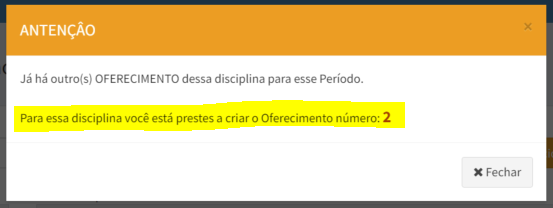 ANTENÇÂO
×
Já há outro(s) OFERECIMENTO dessa disciplina para esse Período.
Para essa disciplina você está prestes a criar o Oferecimento número: 2
✖ Fechar